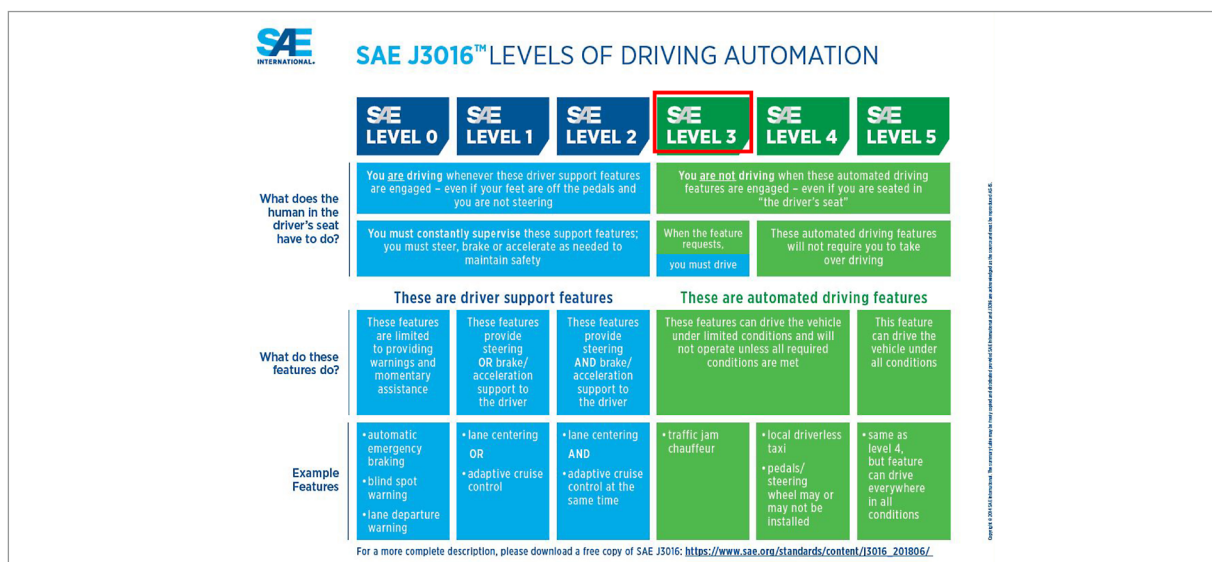 SAE
INTERNATIONAL®
SAE J3016™ LEVELS OF DRIVING AUTOMATION
SAE
LEVEL 0
SAE
LEVEL 1
SAE
LEVEL 2
SAE
LEVEL 3
SAE
LEVEL 4
SAE
LEVEL 5
What does the
human in the
driver's seat
have to do?
You are driving whenever these driver support features
are engaged – even if your feet are off the pedals and
you are not steering
You are not driving when these automated driving
features are engaged – even if you are seated in
“the driver's seat”
You must constantly supervise these support features;
you must steer, brake or accelerate as needed to
maintain safety
When the feature
requests,
you must drive
These automated driving features
will not require you to take
over driving
These are driver support features
These are automated driving features
What do these
features do?
These features
are limited
to providing
warnings and
momentary
assistance
These features
provide
steering
OR brake/
acceleration
support to
the driver
These features
provide
steering
AND brake/
acceleration
support to
the driver
These features can drive the vehicle
under limited conditions and will
not operate unless all required
conditions are met
This feature
can drive the
vehicle under
all conditions
Example
Features
• automatic
emergency
braking
• blind spot
warning
• lane departure
warning
• lane centering
OR
• adaptive cruise
control
• lane centering
AND
• adaptive cruise
control at the
same time
• traffic jam
chauffeur
• local driverless
taxi
• pedals/
steering
wheel may or
may not be
installed
• same as
level 4,
but feature
can drive
everywhere
in all
conditions
For a more complete description, please download a free copy of SAE J3016: https://www.sae.org/standards/content/J3016_201806/